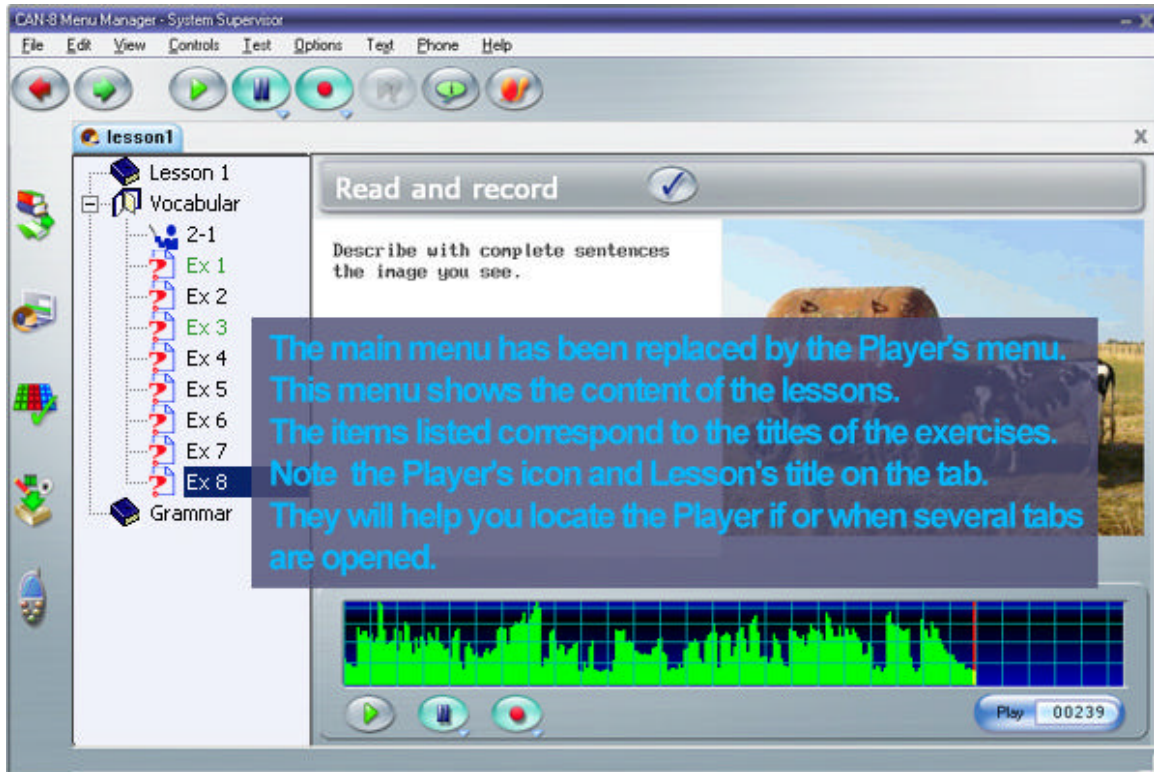 CAN-8 Menu Manager - System Supervisor
File Edit View Controls Test Options Text Phone Help
lesson1
Lesson 1
Vocabular
2-1
Ex 1
Ex 2
Ex 3
Ex 4
Ex 5
Ex 6
Ex 7
Ex 8
Grammar
Read and record
Describe with complete sentences
the image you see.
The main menu has been replaced by the Player's menu.
This menu shows the content of the lessons.
The items listed correspond to the titles of the exercises.
Note the Player's icon and Lesson's title on the tab.
They will help you locate the Player if or when several tabs
are opened.
Play 00239